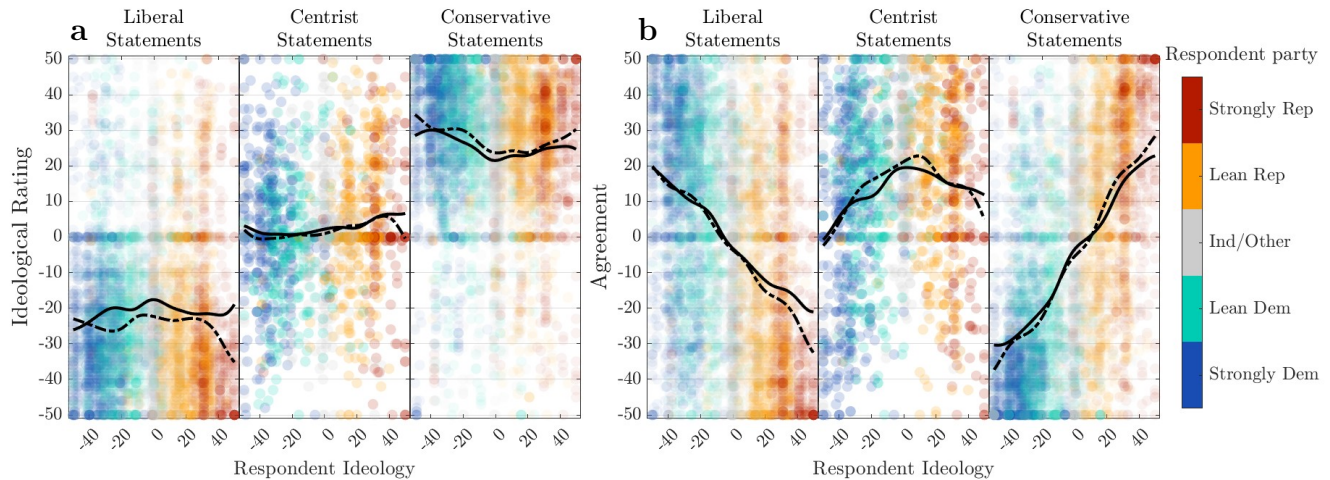 a
Liberal
Statements
Centrist
Statements
Conservative
Statements
Ideological Rating
50
40
30
20
10
0
-10
-20
-30
-40
-50
-40
-20
0
20
40
-40
-20
0
20
40
-40
-20
0
20
40
Respondent Ideology
b
Liberal
Statements
Centrist
Statements
Conservative
Statements
Agreement
50
40
30
20
10
0
-10
-20
-30
-40
-50
-40
-20
0
20
40
-40
-20
0
20
40
-40
-20
0
20
40
Respondent Ideology
Respondent party
Strongly Rep
Lean Rep
Ind/Other
Lean Dem
Strongly Dem